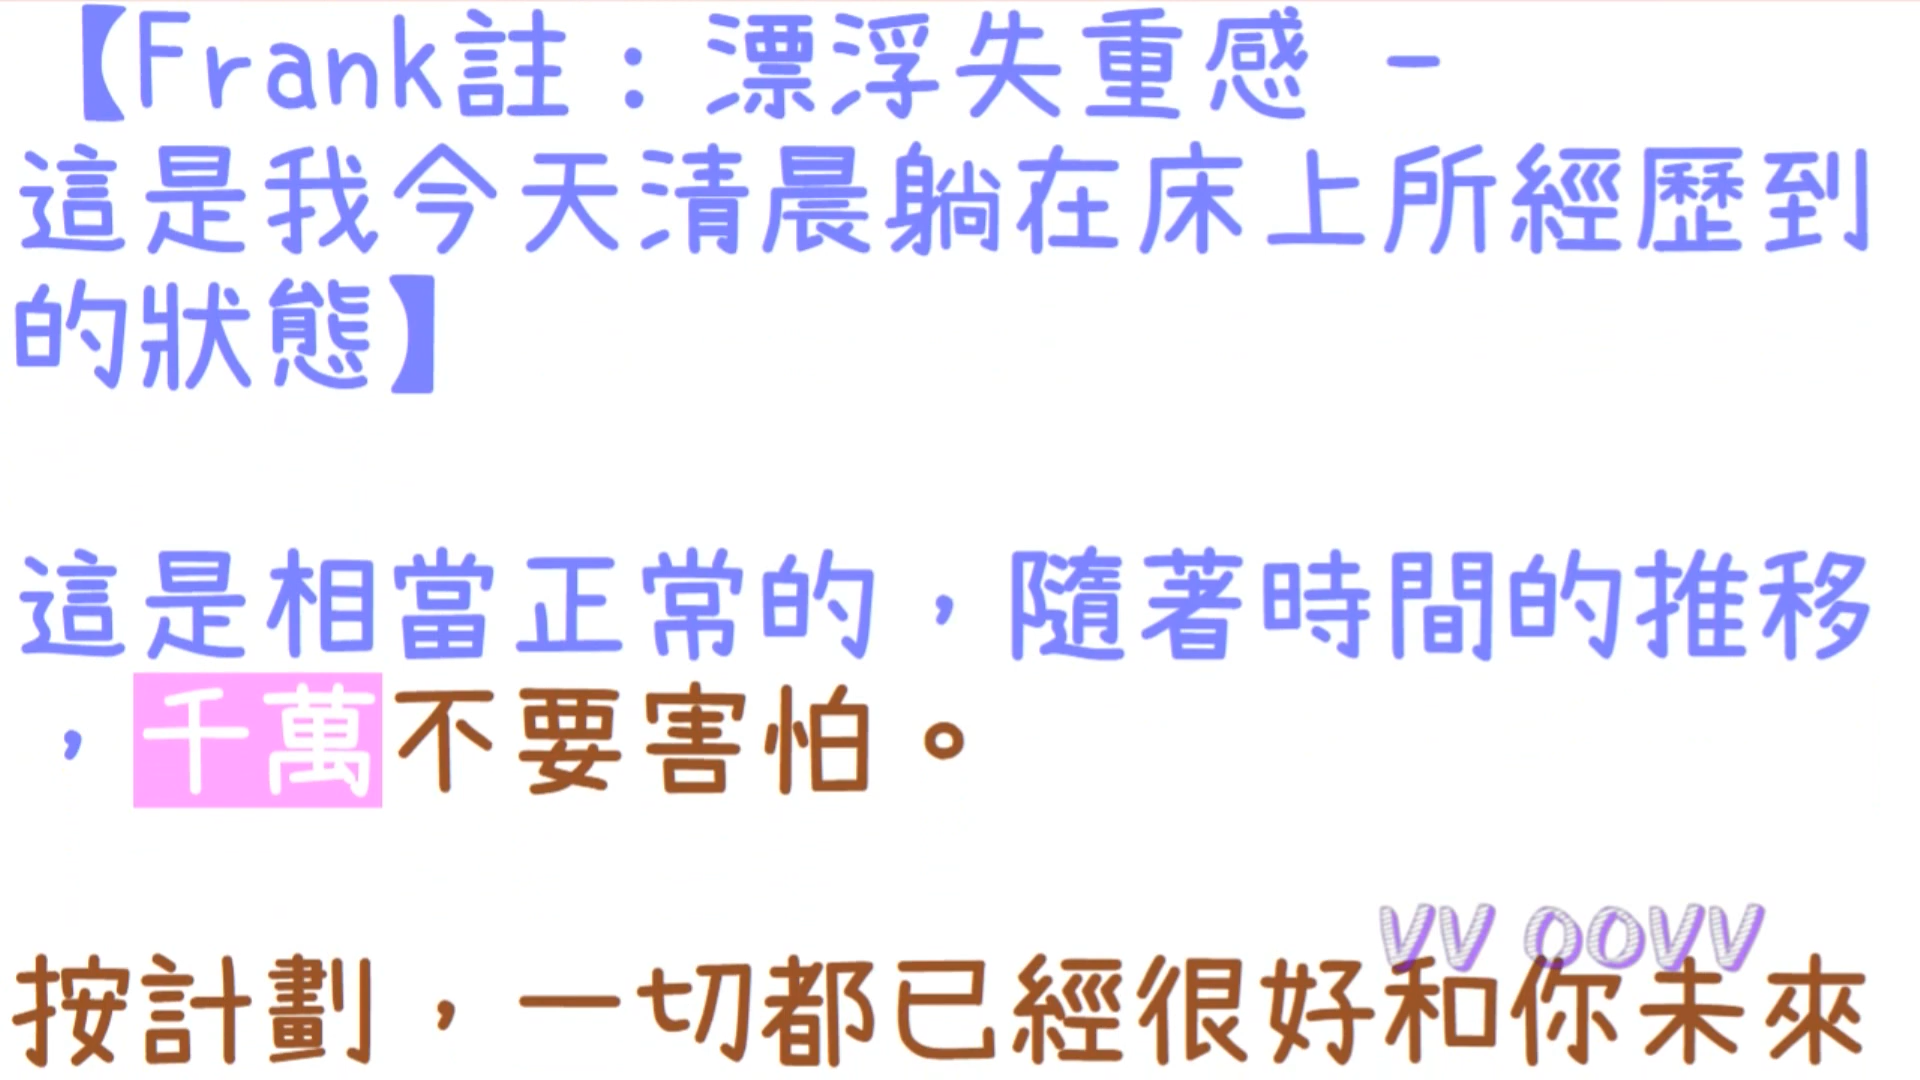 【Frank註：漂浮失重感 -
這是我今天清晨躺在床上所經歷到
的狀態】
這是相當正常的，隨著時間的推移
，千萬不要害怕。
VV OOVV
按計劃，一切都已經很好和你未來